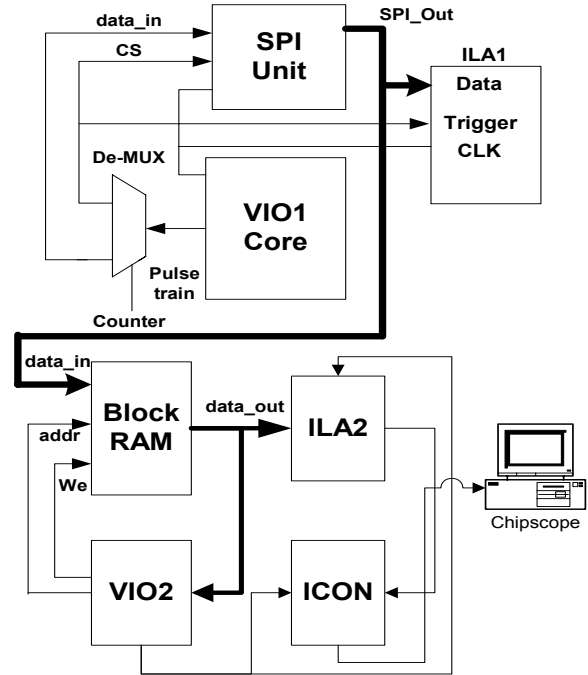 data_in
SPI_Out
CS
SPI
Unit
ILA1
Data
Trigger
CLK
De-MUX
VIO1
Core
Pulse
train
Counter
data_in
Block
RAM
addr
We
data_out
ILA2
Chipscope
VIO2
ICON